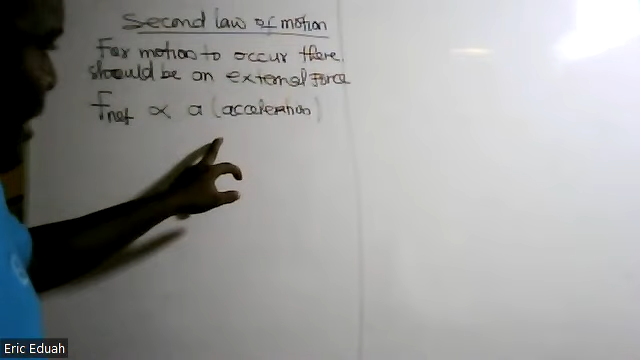 Second law of motion
For motion to occur there
should be an external force
Fnet ∝ a (acceleration)
Eric Eduah